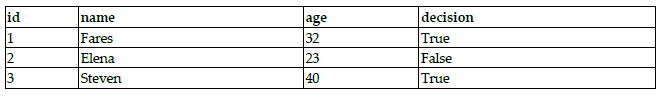 id name age decision
1 Fares 32 True
2 Elena 23 False
3 Steven 40 True